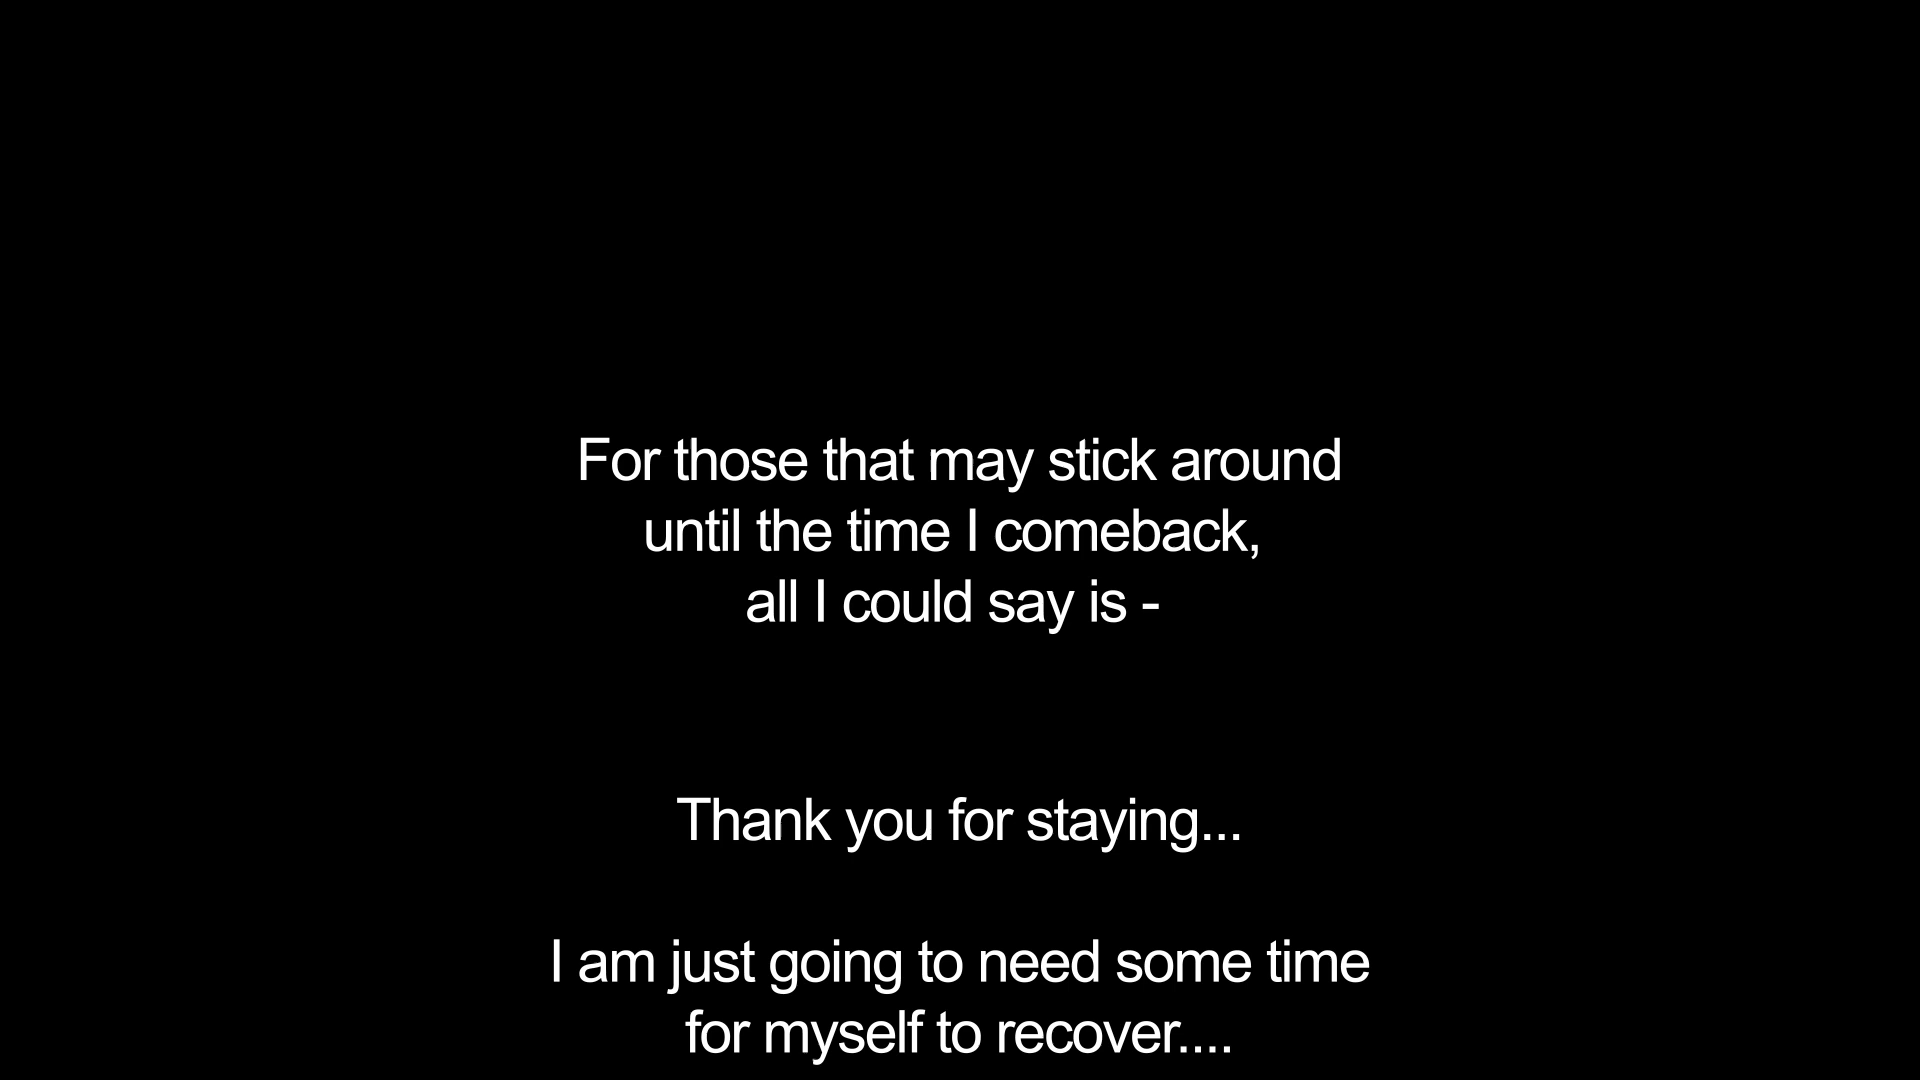 For those that may stick around
until the time I comeback,
all I could say is -
Thank you for staying...
I am just going to need some time
for myself to recover....